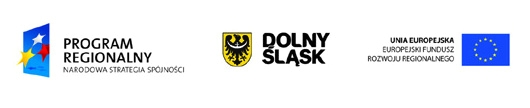 PROGRAM
REGIONALNY
NARODOWA STRATEGIA SPÓJNOŚCI
DOLNY
ŚLĄSK
UNIA EUROPEJSKA
EUROPEJSKI FUNDUSZ
ROZWOJU REGIONALNEGO